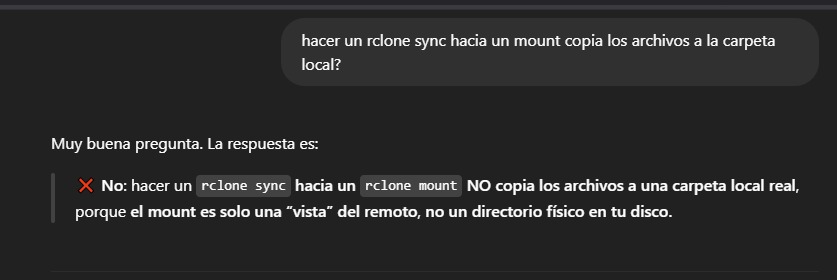 hacer un rclone sync hacia un mount copia los archivos a la carpeta
local?
Muy buena pregunta. La respuesta es:
❌ No: hacer un rclone sync hacia un rclone mount NO copia los archivos a una carpeta local real,
porque el mount es solo una “vista” del remoto, no un directorio físico en tu disco.